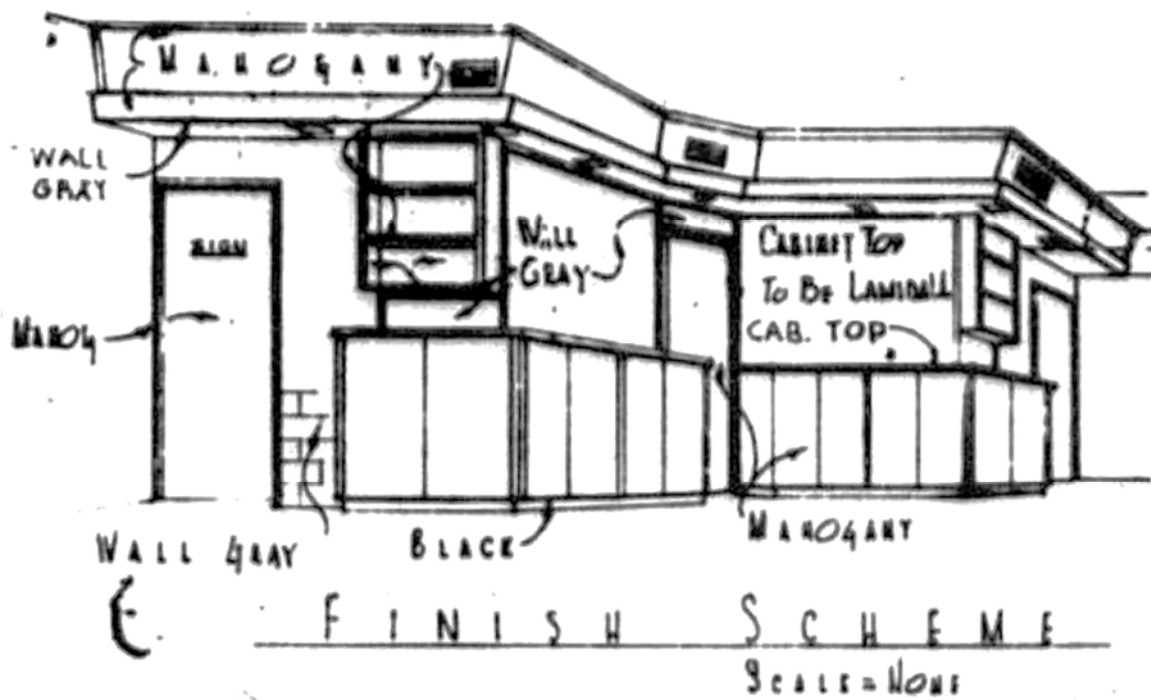 MAHOGANY
WALL
GRAY
SIGN
WALL
GRAY
CABINET TOP
TO BE
CAB. TOP
MAHOG
WALL GRAY
BLACK
MAHOGANY
E.
FINISH SCHEME
SCALE = NONE